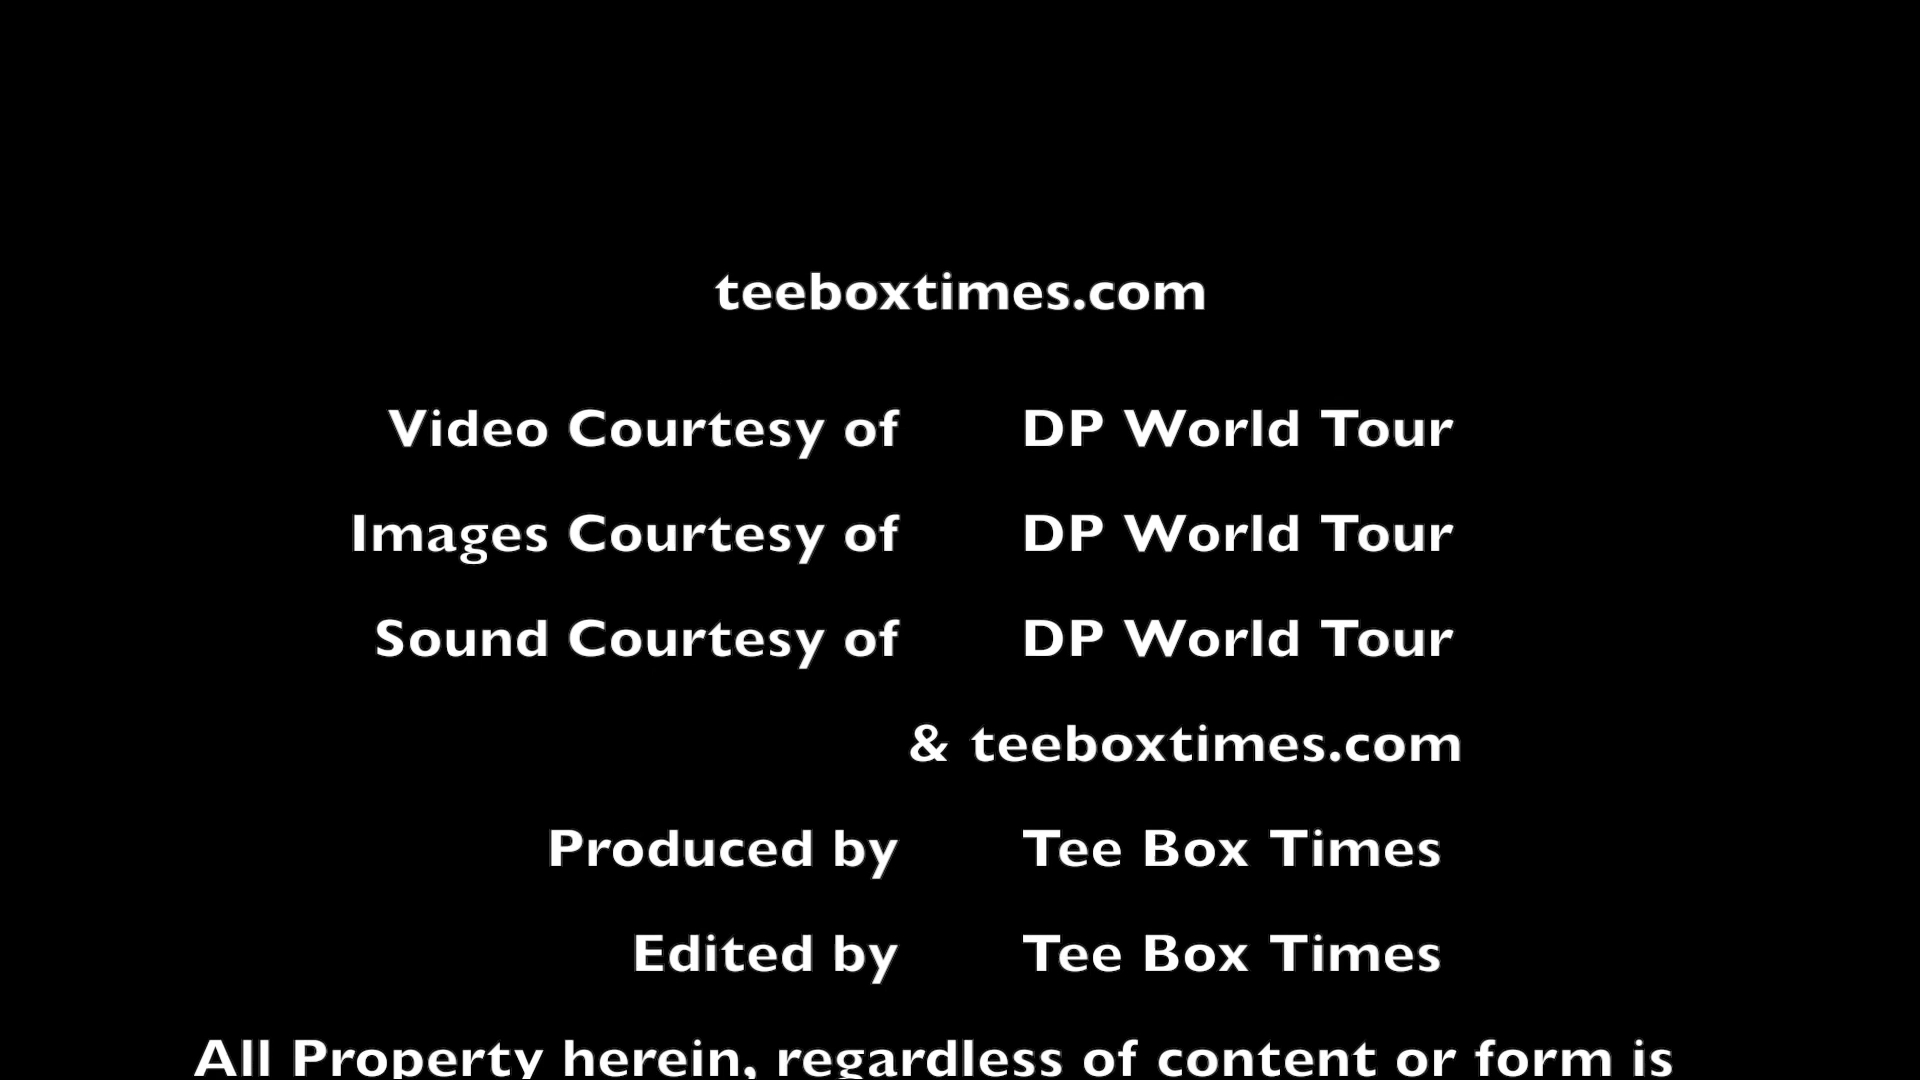 teeboxtimes.com
Video Courtesy of DP World Tour
Images Courtesy of DP World Tour
Sound Courtesy of DP World Tour
& teeboxtimes.com
Produced by Tee Box Times
Edited by Tee Box Times
All Property herein, regardless of content or form is